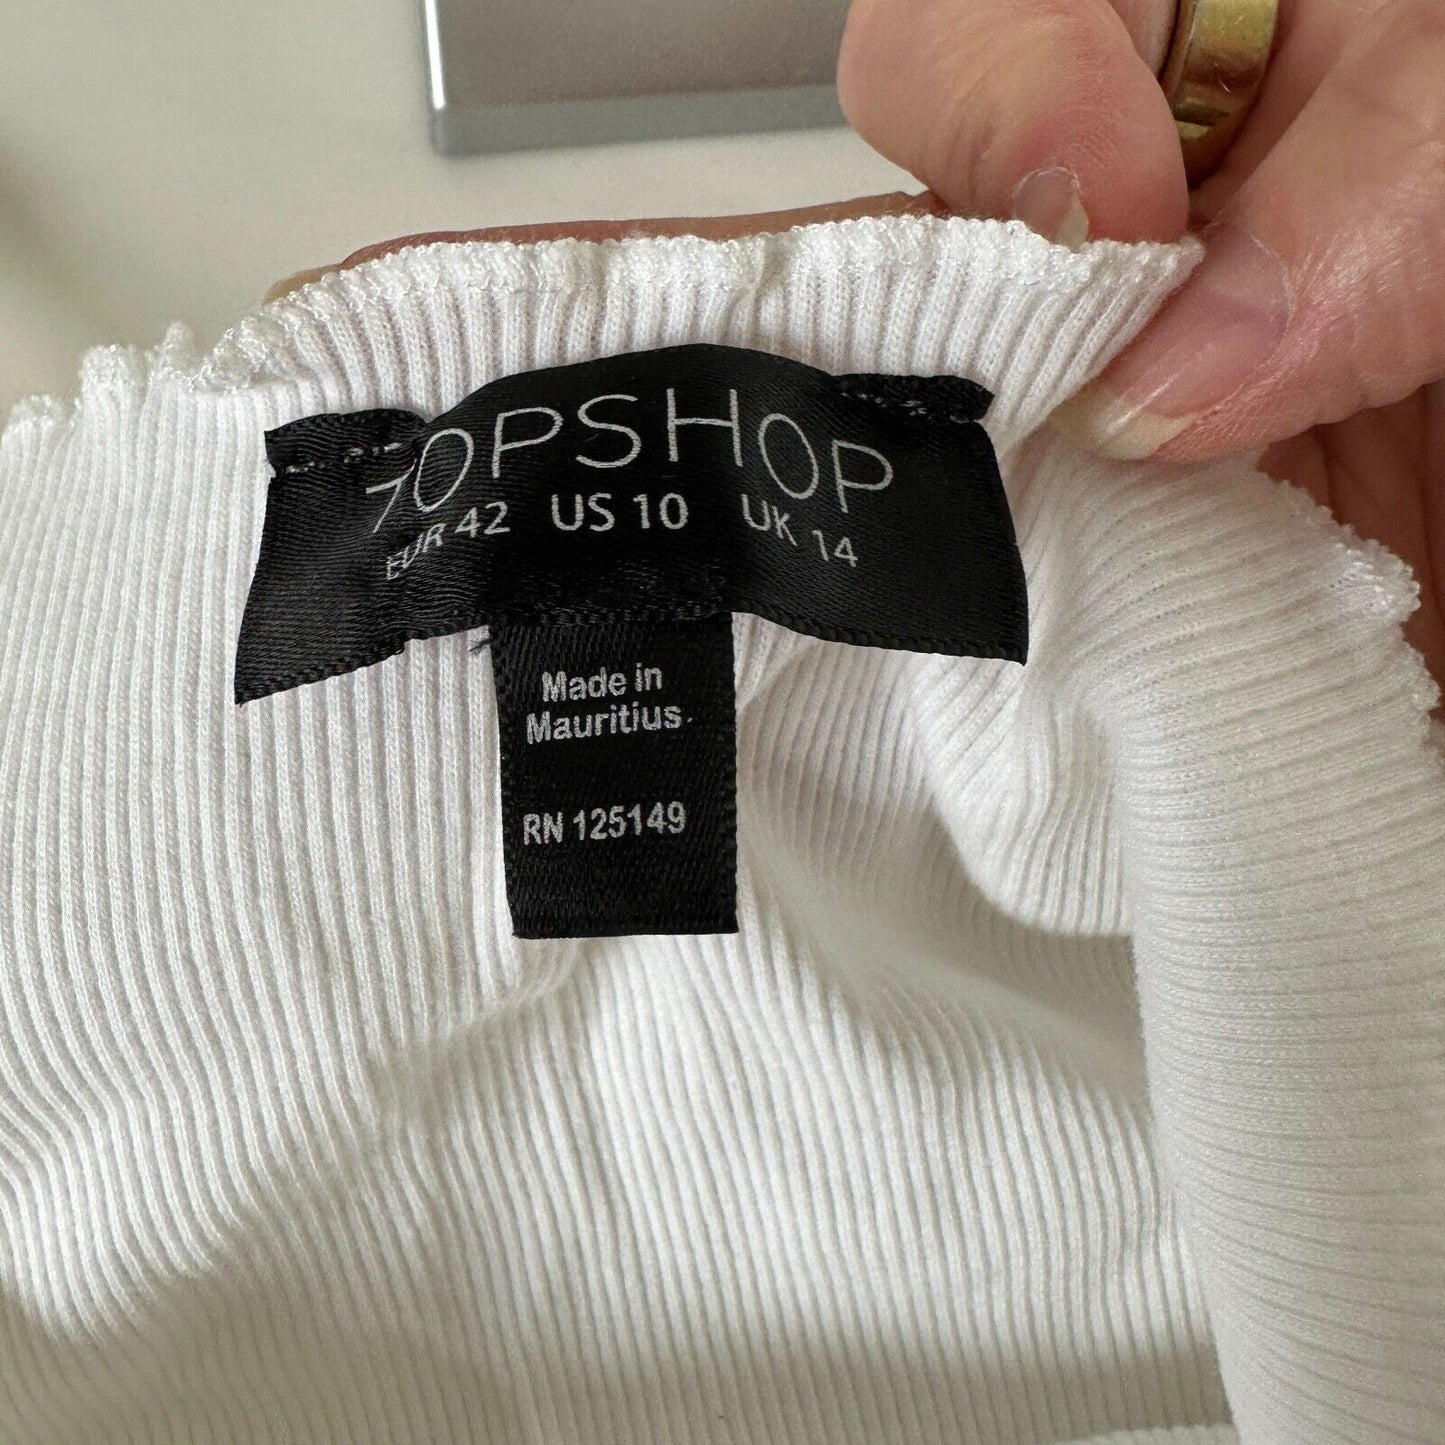 TOPSHOP
EUR 42 US 10 UK 14
Made in
Mauritius.
RN 125149